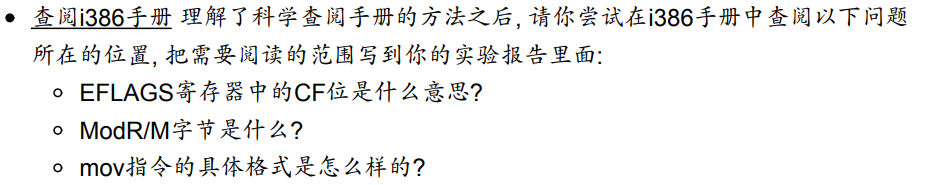 • 查阅i386手册 理解了科学查阅手册的方法之后, 请你尝试在i386手册中查阅以下问题
所在的位置, 把需要阅读的范围写到你的实验报告里面:
◦ EFLAGS寄存器中的CF位是什么意思?
◦ ModR/M字节是什么?
◦ mov指令的具体格式是怎么样的?